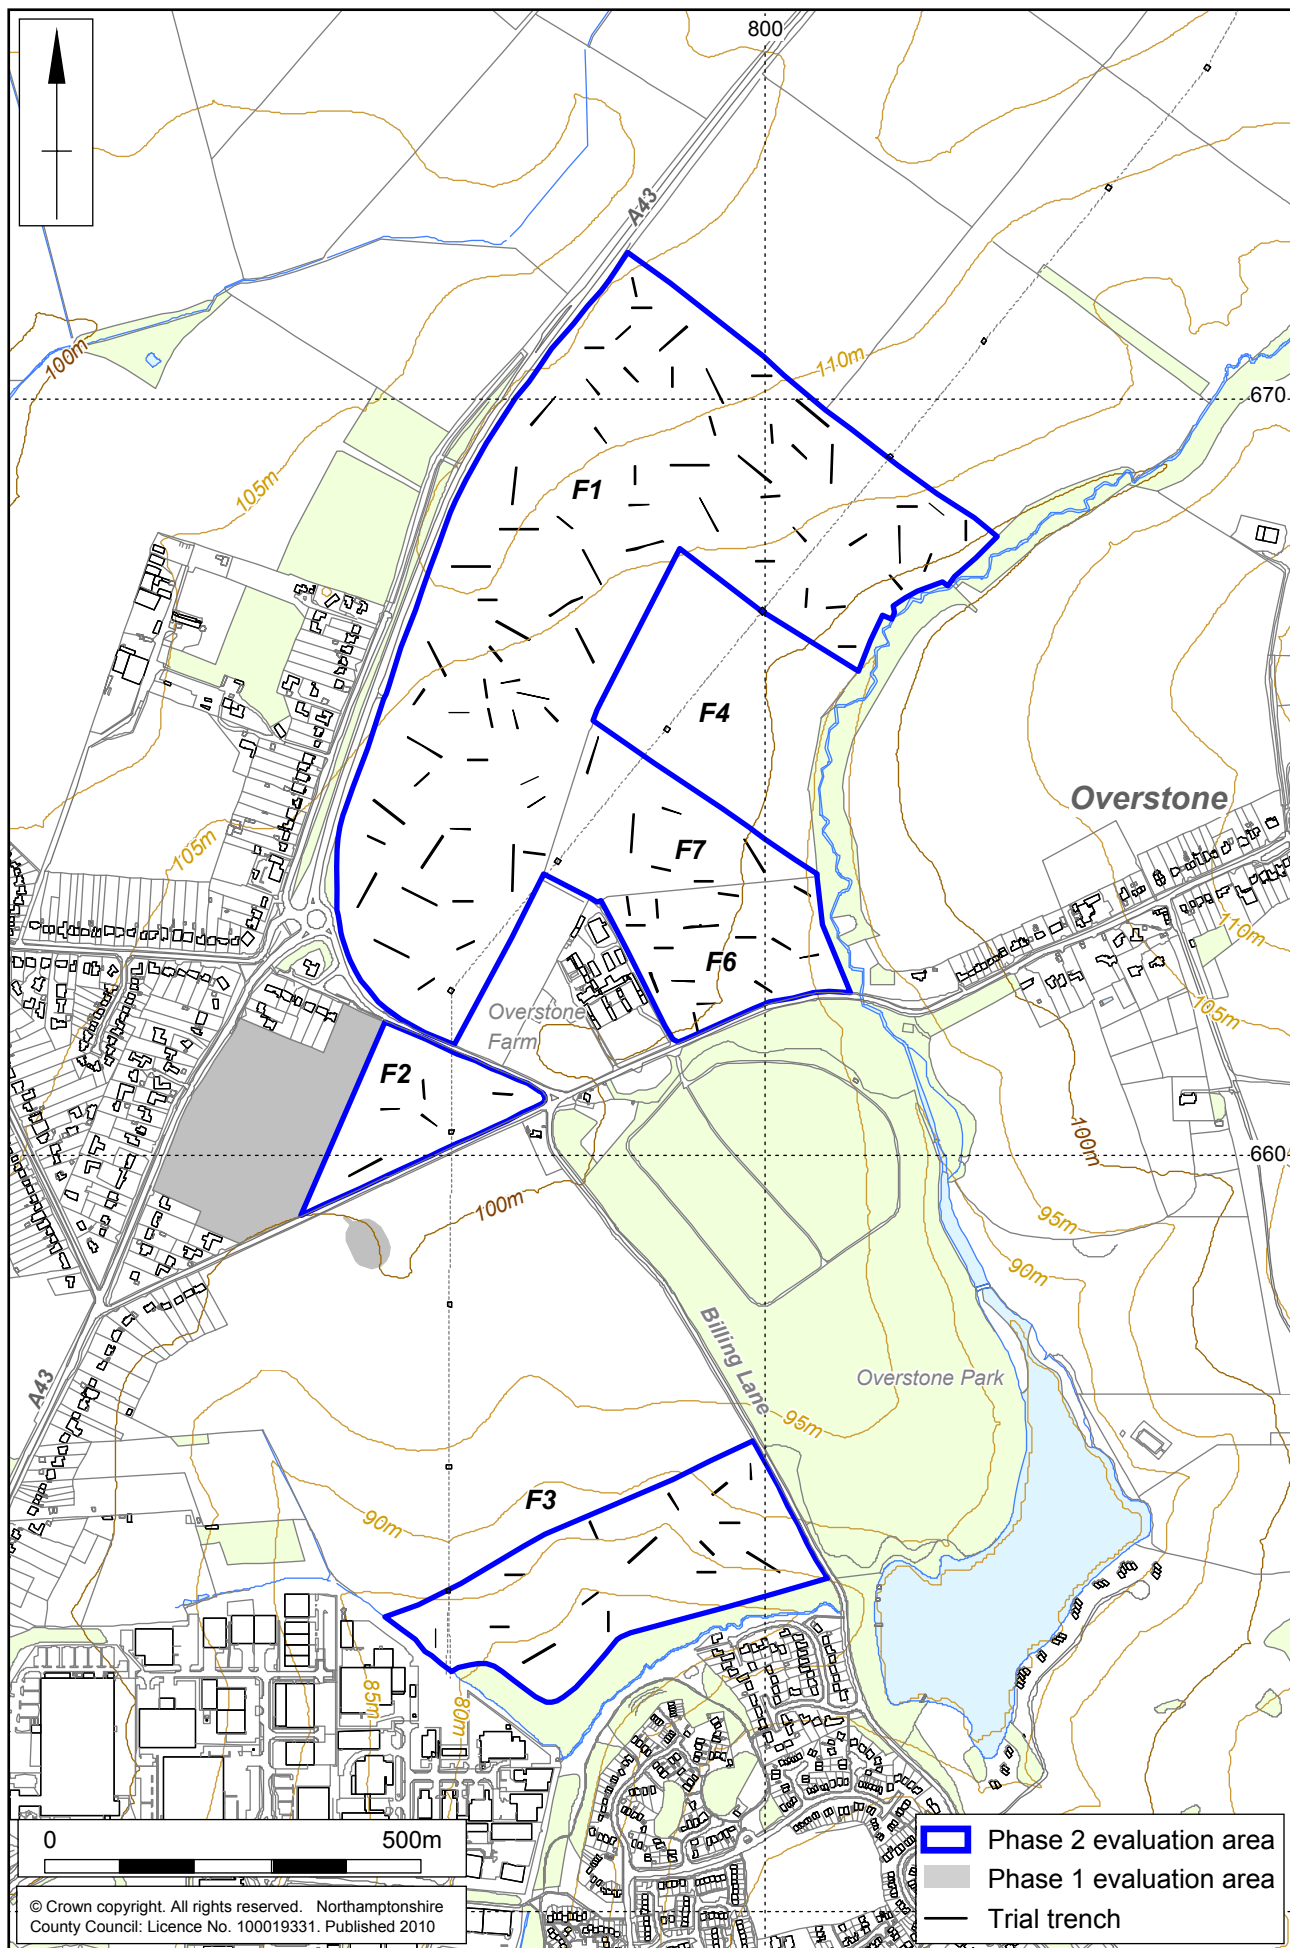 800
A43
110m
100m
670
105m
F1
F4
Overstone
105m
F7
110m
F6
105m
Overstone
Farm
F2
100m
660
100m
95m
90m
Billing Lane
Overstone Park
A43
95m
F3
90m
85m
80m
0 500m
Phase 2 evaluation area
Phase 1 evaluation area
Trial trench
© Crown copyright. All rights reserved. Northamptonshire
County Council: Licence No. 100019331. Published 2010